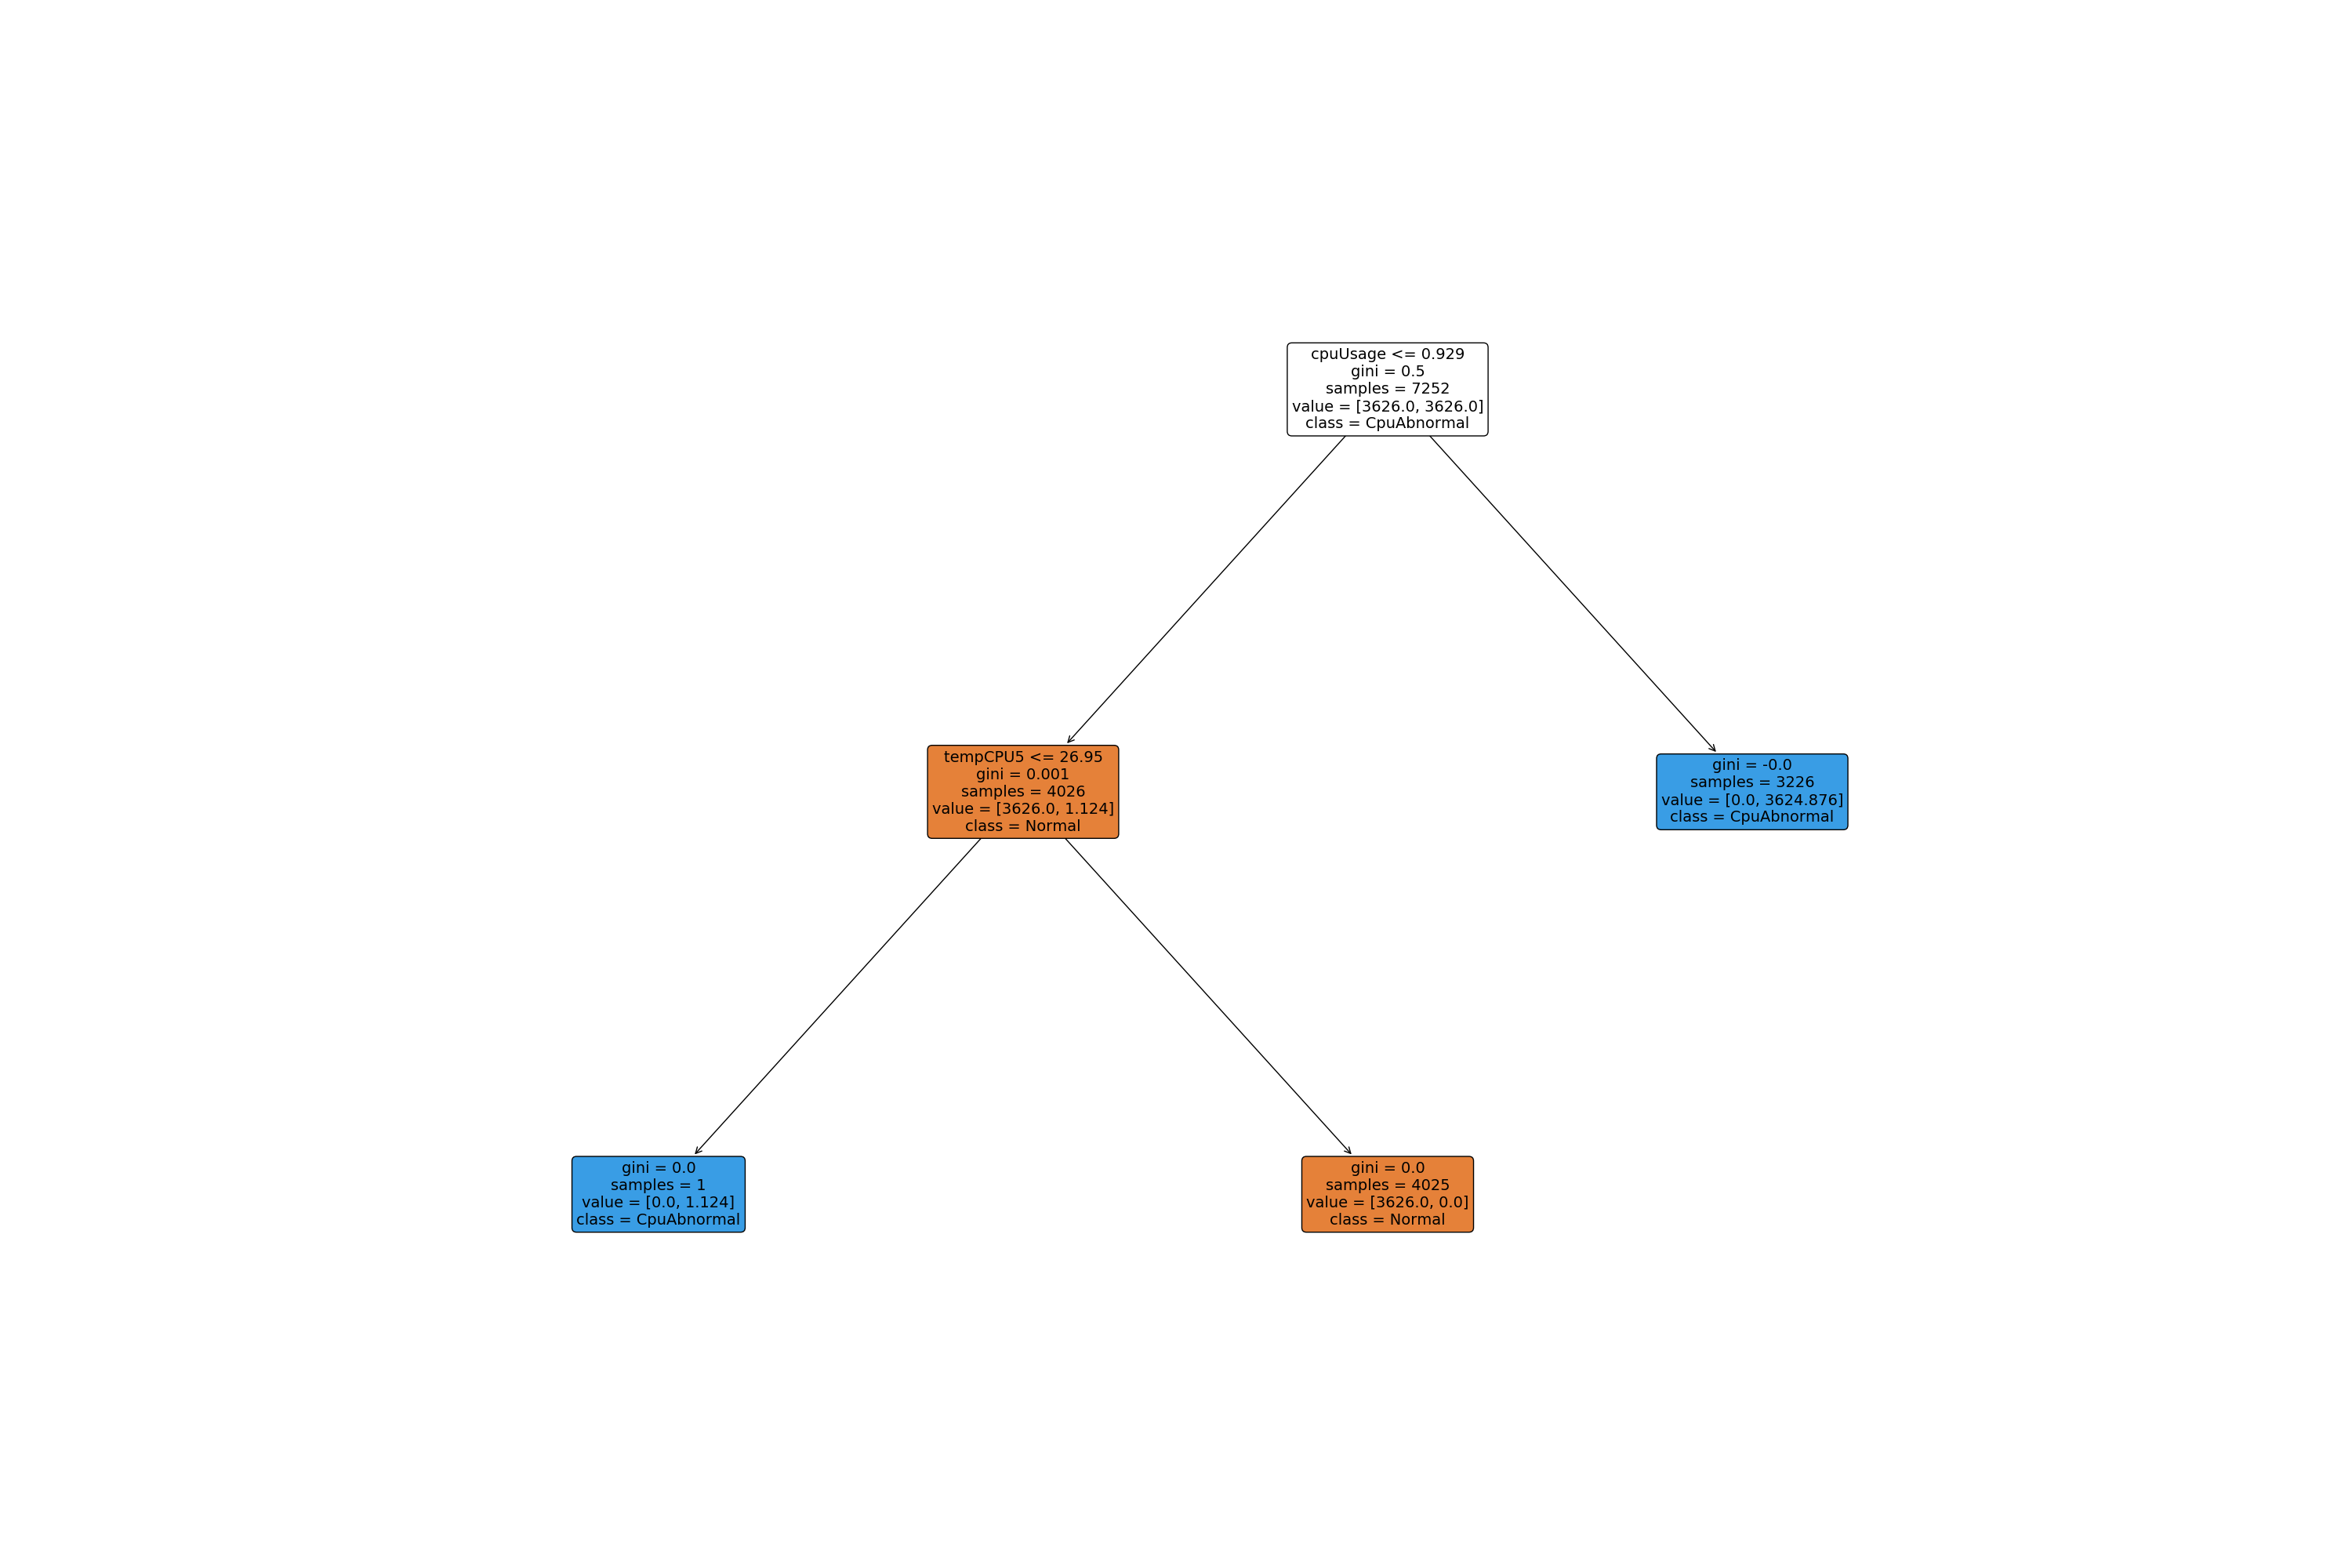 cpuUsage <= 0.929
gini = 0.5
samples = 7252
value = [3626.0, 3626.0]
class = CpuAbnormal
tempCPU5 <= 26.95
gini = 0.001
samples = 4026
value = [3626.0, 1.124]
class = Normal
gini = -0.0
samples = 3226
value = [0.0, 3624.876]
class = CpuAbnormal
gini = 0.0
samples = 1
value = [0.0, 1.124]
class = CpuAbnormal
gini = 0.0
samples = 4025
value = [3626.0, 0.0]
class = Normal